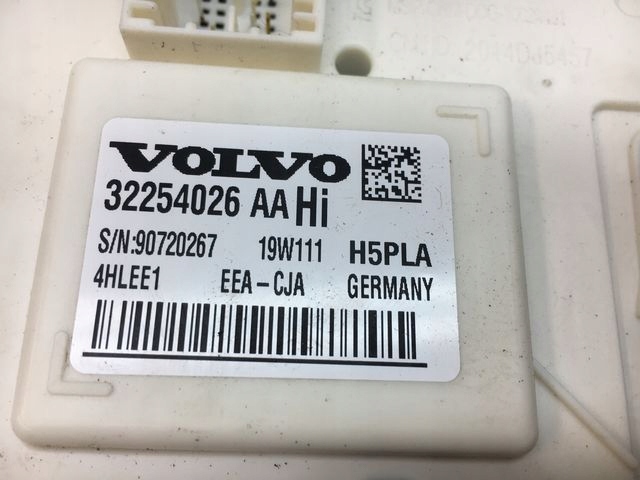 VOLVO
32254026 AA Hi
S/N:90720267 19W111 H5PLA
4HLEE1 EEA-CJA GERMANY